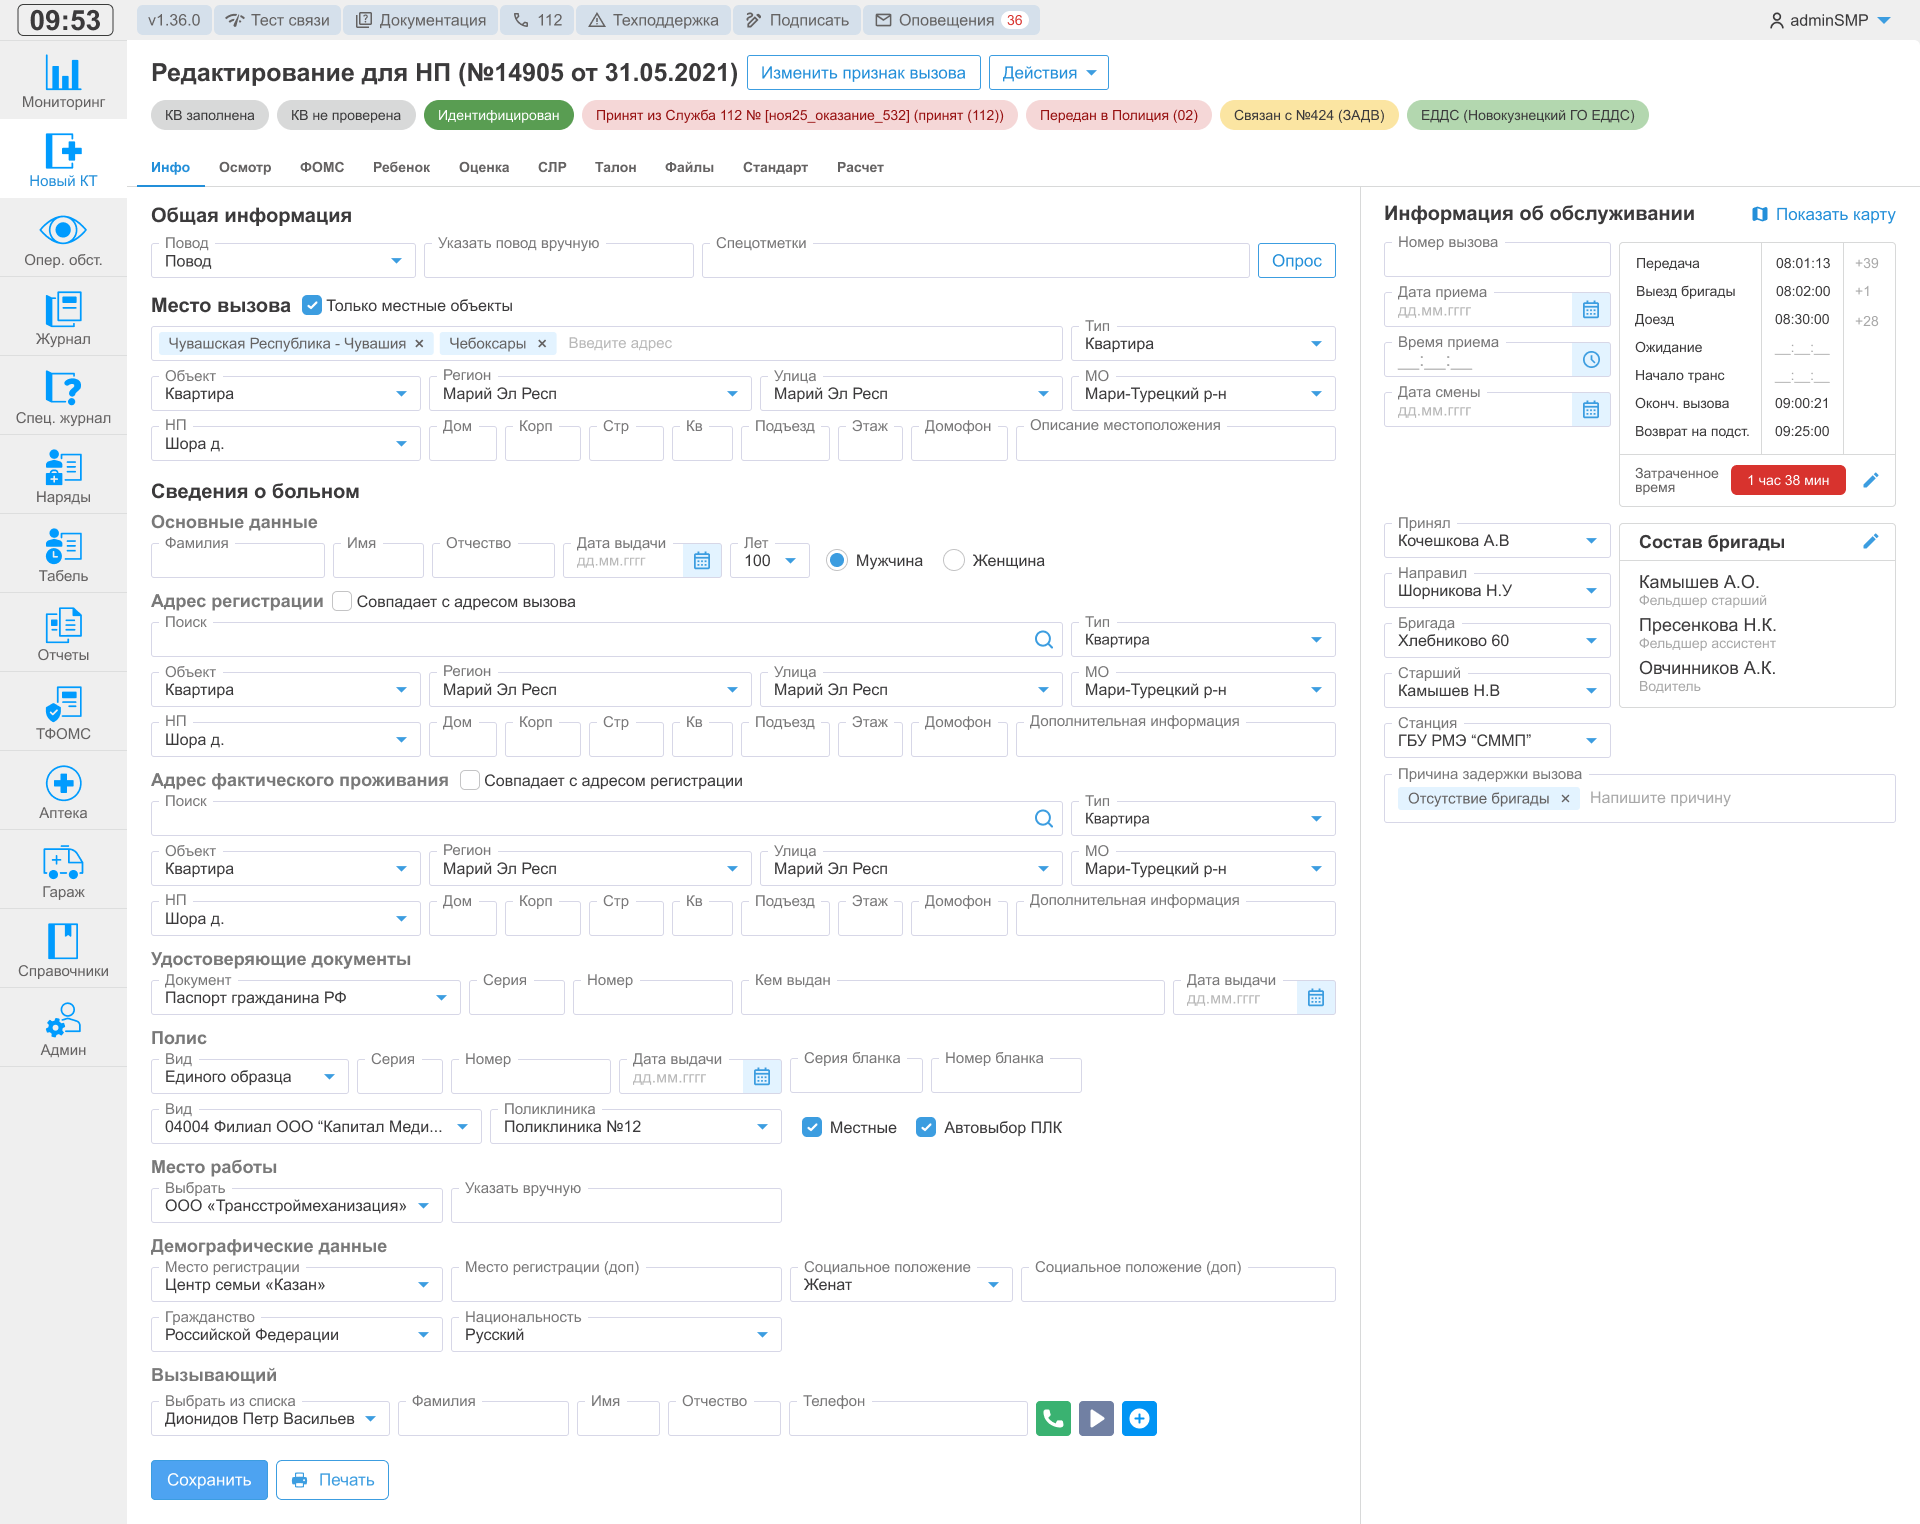 09:53
v1.36.0
Тест связи
Документация
112
Техподдержка
Подписать
Оповещения 36
adminSMP
Мониторинг
Новый КТ
Опер. обст.
Журнал
Спец. журнал
Наряды
Табель
Отчеты
ТФОМС
Аптека
Гараж
Справочники
Админ
Редактирование для НП (№14905 от 31.05.2021)
Изменить признак вызова
Действия
КВ заполнена
КВ не проверена
Идентифицирован
Принят из Служба 112 № [ноя25_оказание_532] (принят (112))
Передан в Полиция (02)
Связан с №424 (ЗАДВ)
ЕДДС (Новокузнецкий ГО ЕДДС)
Инфо
Осмотр
ФОМС
Ребенок
Оценка
СЛР
Талон
Файлы
Стандарт
Расчет
Общая информация
Повод
Повод
Указать повод вручную
Спецотметки
Опрос
Место вызова
Только местные объекты
Чувашская Республика - Чувашия ×
Чебоксары ×
Введите адрес
Тип
Квартира
Объект
Квартира
Регион
Марий Эл Респ
Улица
Марий Эл Респ
МО
Мари-Турецкий р-н
НП
Шора д.
Дом
Корп
Стр
Кв
Подъезд
Этаж
Домофон
Описание местоположения
Сведения о больном
Основные данные
Фамилия
Имя
Отчество
Дата выдачи
дд.мм.гггг
Лет
100
Мужчина
Женщина
Адрес регистрации
Совпадает с адресом вызова
Поиск
Тип
Квартира
Объект
Квартира
Регион
Марий Эл Респ
Улица
Марий Эл Респ
МО
Мари-Турецкий р-н
НП
Шора д.
Дом
Корп
Стр
Кв
Подъезд
Этаж
Домофон
Дополнительная информация
Адрес фактического проживания
Совпадает с адресом регистрации
Поиск
Тип
Квартира
Объект
Квартира
Регион
Марий Эл Респ
Улица
Марий Эл Респ
МО
Мари-Турецкий р-н
НП
Шора д.
Дом
Корп
Стр
Кв
Подъезд
Этаж
Домофон
Дополнительная информация
Удостоверяющие документы
Документ
Паспорт гражданина РФ
Серия
Номер
Кем выдан
Дата выдачи
дд.мм.гггг
Полис
Вид
Единого образца
Серия
Номер
Дата выдачи
дд.мм.гггг
Серия бланка
Номер бланка
Вид
04004 Филиал ООО “Капитал Меди...
Поликлиника
Поликлиника №12
Местные
Автовыбор ПЛК
Место работы
Выбрать
ООО «Трансстроймеханизация»
Указать вручную
Демографические данные
Место регистрации
Центр семьи «Казан»
Место регистрации (доп)
Социальное положение
Женат
Социальное положение (доп)
Гражданство
Российской Федерации
Национальность
Русский
Вызывающий
Выбрать из списка
Дионидов Петр Васильев
Фамилия
Имя
Отчество
Телефон
Сохранить
Печать
Информация об обслуживании
Показать карту
Номер вызова
Дата приема
дд.мм.гггг
Время приема
__:__:__
Дата смены
дд.мм.гггг
Передача 08:01:13 +39
Выезд бригады 08:02:00 +1
Доезд 08:30:00 +28
Ожидание __:__:__
Начало транс __:__:__
Оконч. вызова 09:00:21
Возврат на подст. 09:25:00
Затраченное
время
1 час 38 мин
Принял
Кочешкова А.В
Направил
Шорникова Н.У
Бригада
Хлебниково 60
Старший
Камышев Н.В
Станция
ГБУ РМЭ “СММП”
Состав бригады
Камышев А.О.
Фельдшер старший
Пресенкова Н.К.
Фельдшер ассистент
Овчинников А.К.
Водитель
Причина задержки вызова
Отсутствие бригады ×
Напишите причину